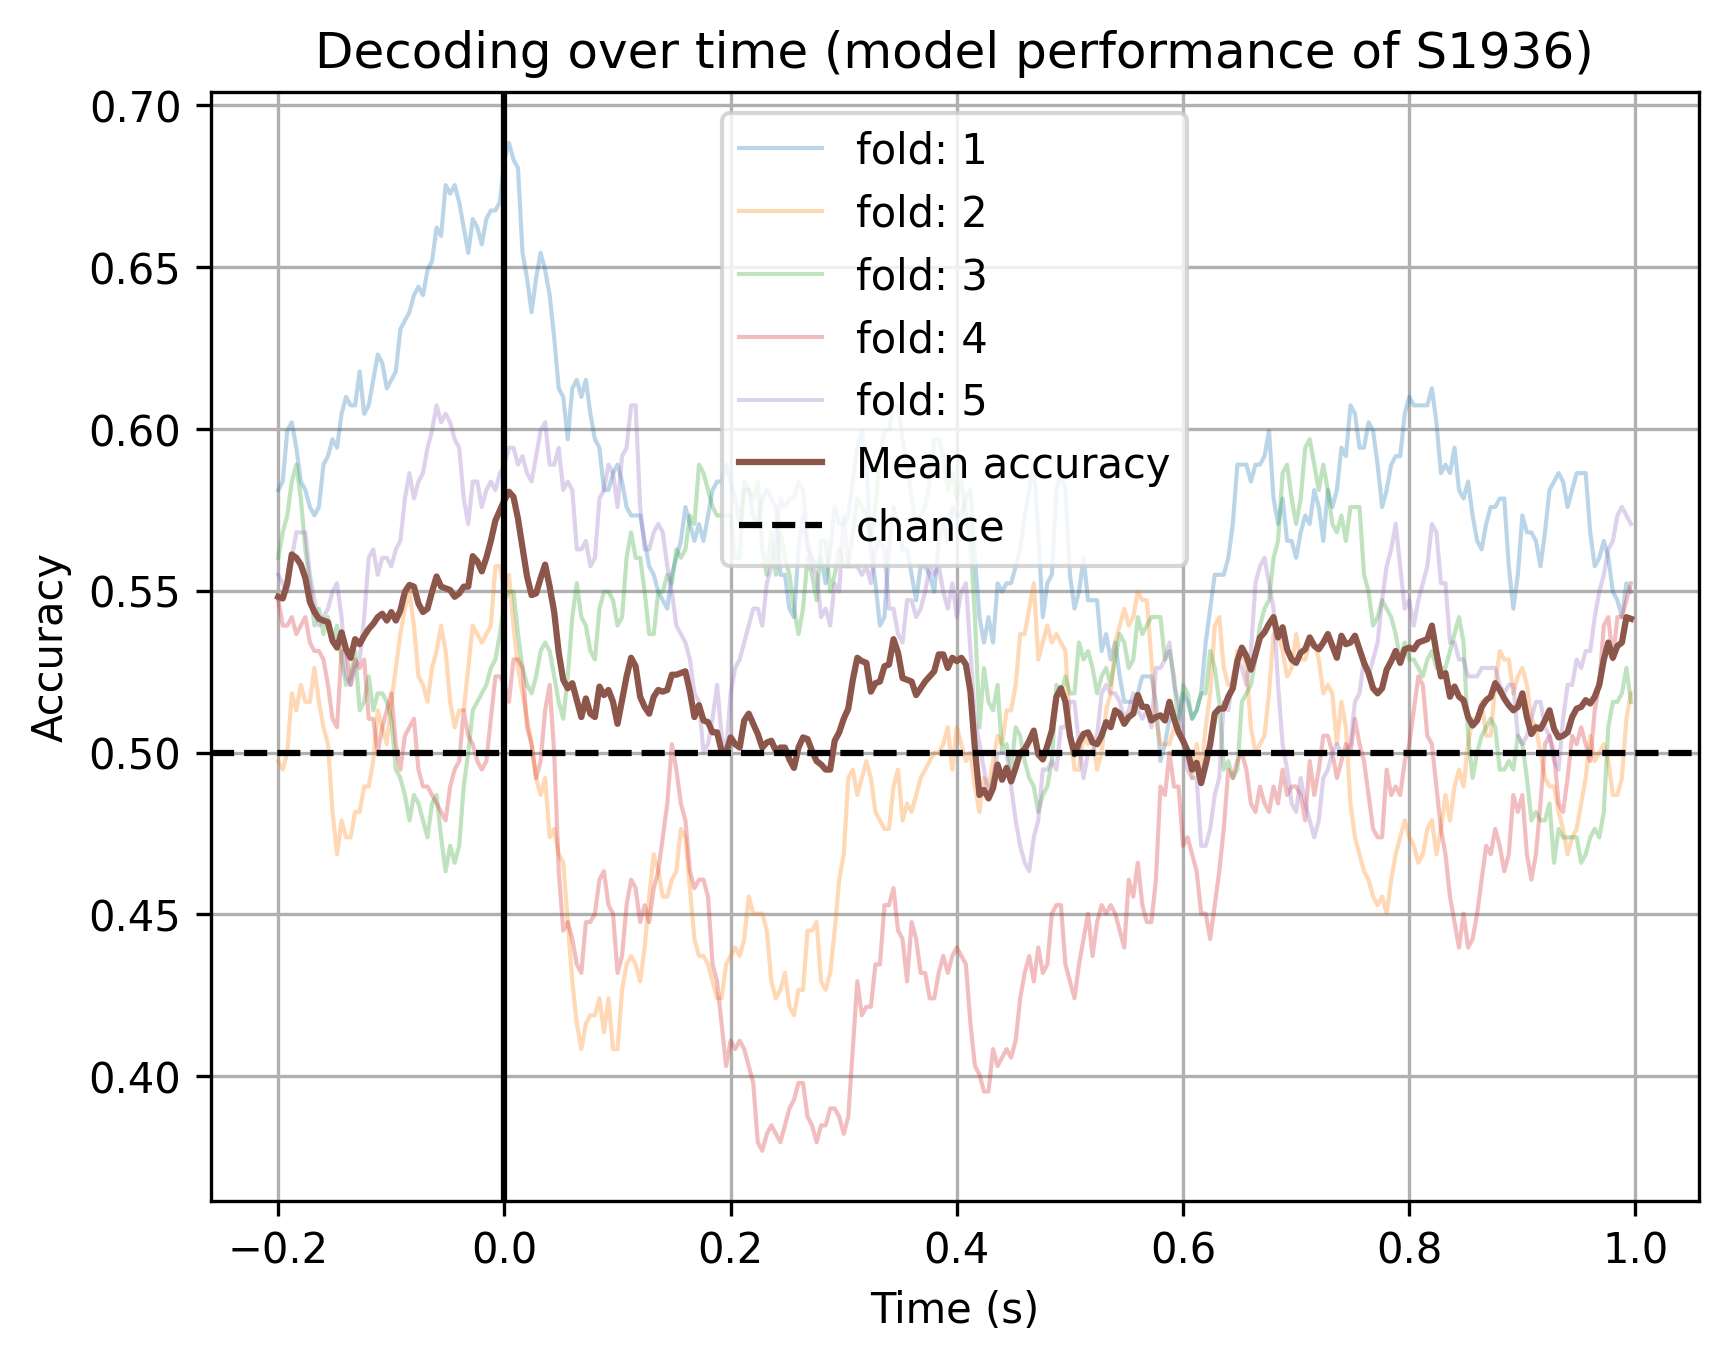 Decoding over time (model performance of S1936)
0.70
0.65
0.60
0.55
0.50
0.45
0.40
Accuracy
fold: 1
fold: 2
fold: 3
fold: 4
fold: 5
Mean accuracy
chance
−0.2
0.0
0.2
0.4
0.6
0.8
1.0
Time (s)